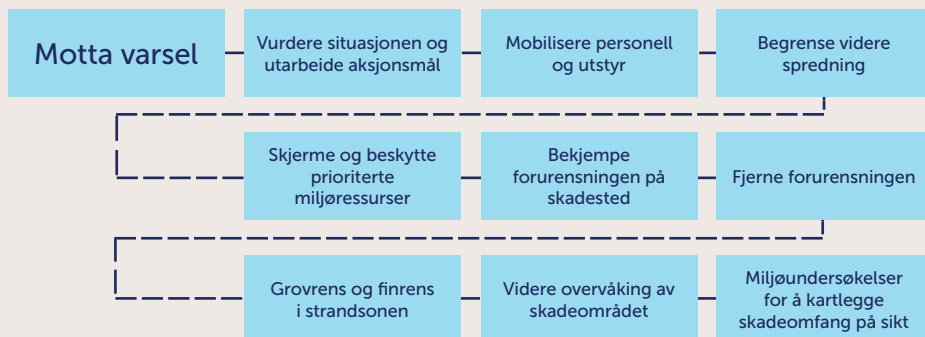 Motta varsel
Vurdere situasjonen og
utarbeide aksjonsmål
Mobilisere personell
og utstyr
Begrense videre
spredning
Skjerme og beskytte
prioriterte
miljøressurser
Bekjempe
forurensningen på
skadested
Fjerne forurensningen
Grovrens og finrens
i strandsonen
Videre overvåking av
skadeområdet
Miljøundersøkelser
for å kartlegge
skadeomfang på sikt